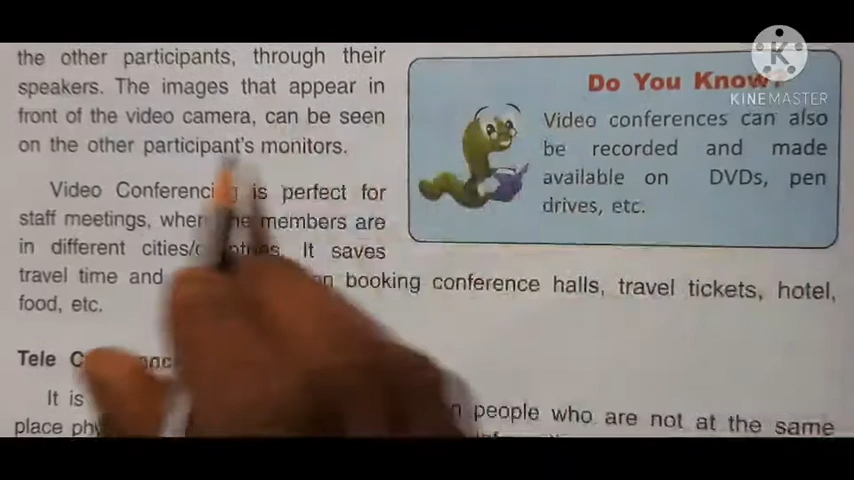 the other participants, through their
speakers. The images that appear in
front of the video camera, can be seen
on the other participant's monitors.
Video Conferencing is perfect for
staff meetings, the members are
in different It saves
travel time and booking conference halls, travel tickets, hotel,
food, etc.
Tele
It is people who are not at the same
place
Do You Know?
Video conferences can also
be recorded and made
available on DVDs, pen
drives, etc.
K
KINEMASTER